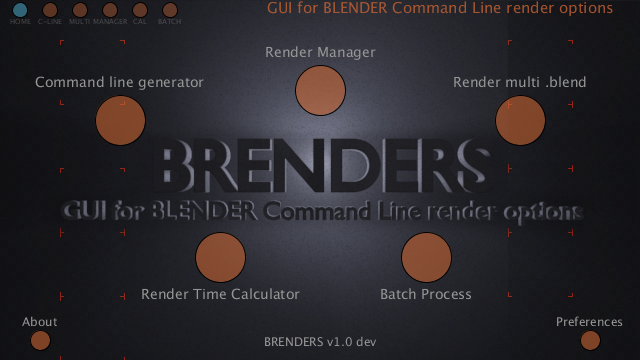 GUI for BLENDER Command Line render options
HOME C-LINE MULTI MANAGER CAL BATCH
Render Manager
Command line generator
Render multi .blend
BRENDERS
GUI for BLENDER Command Line render options
Render Time Calculator
Batch Process
About
Preferences
BRENDERS v1.0 dev